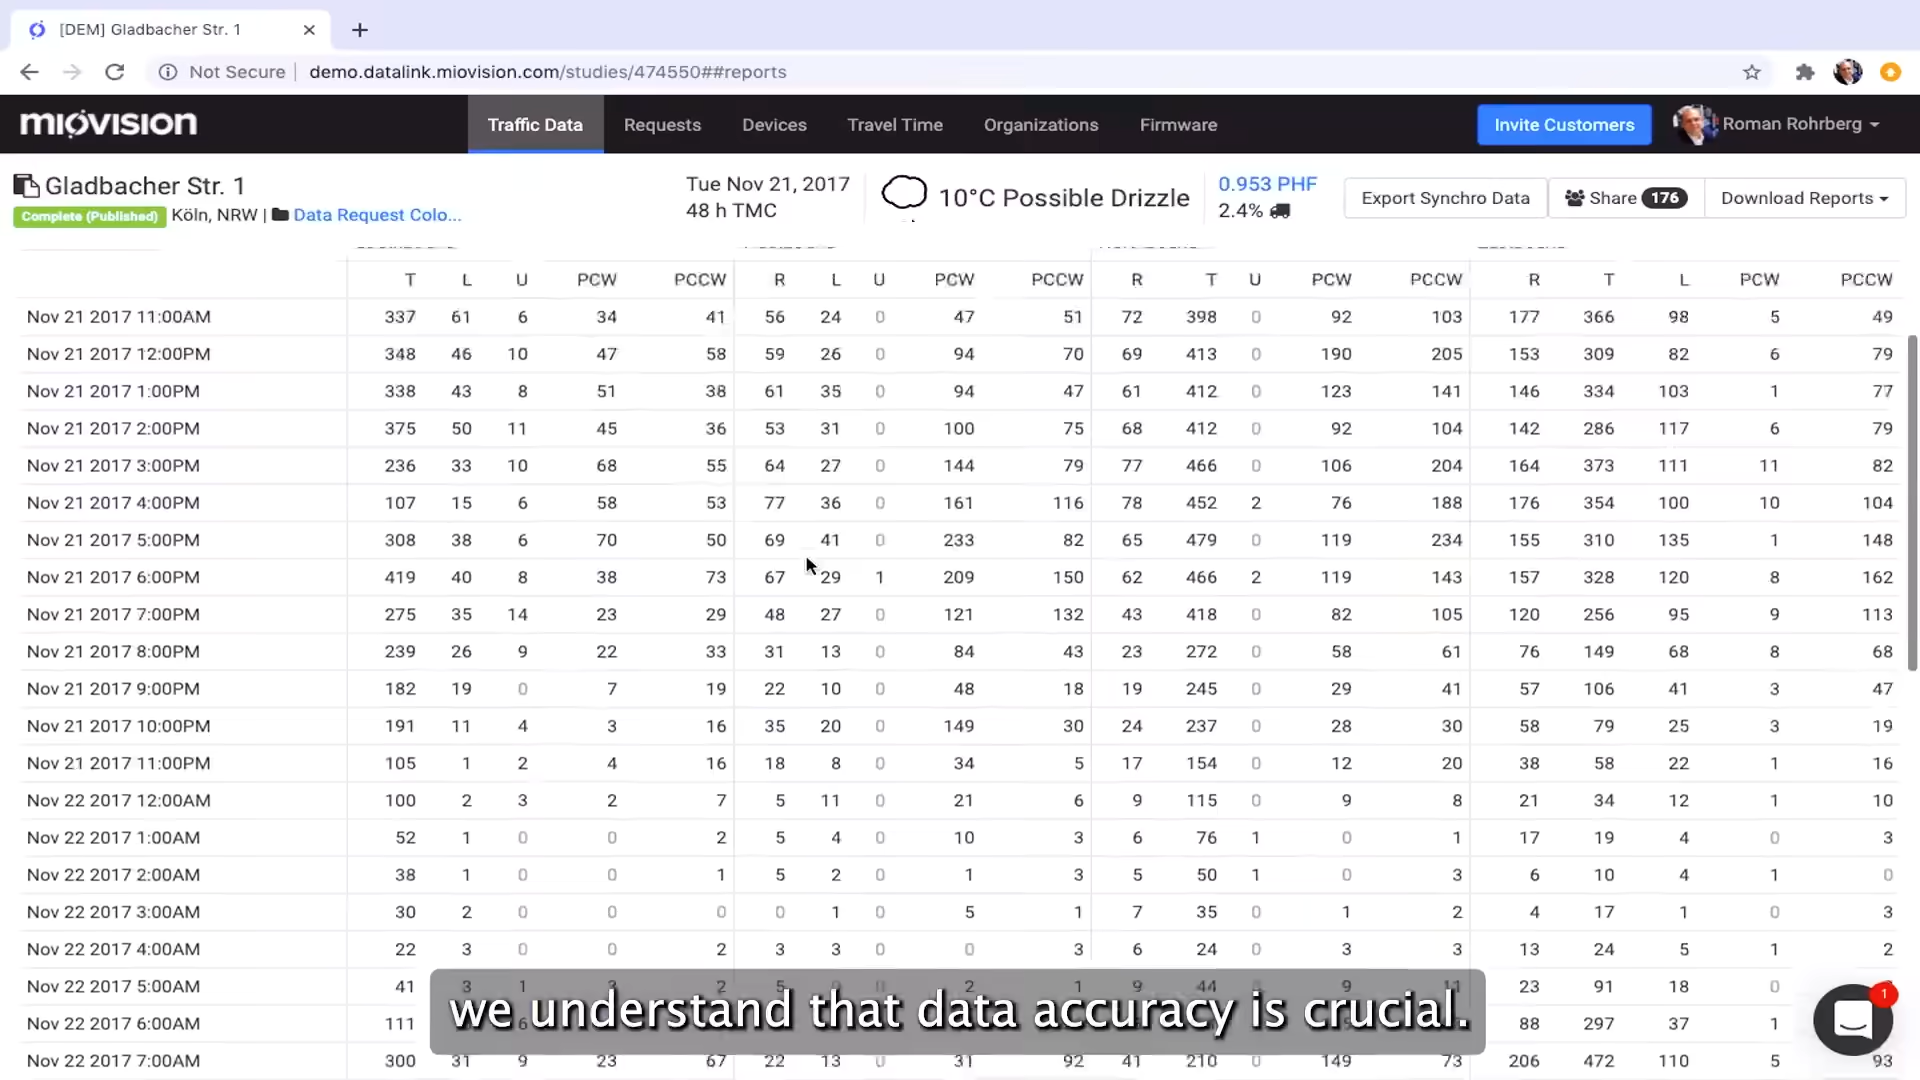 [DEM] Gladbacher Str. 1
Not Secure demo.datalink.miovision.com/studies/474550##reports
miovision Traffic Data Requests Devices Travel Time Organizations Firmware Invite Customers Roman Rohrberg
Gladbacher Str. 1 Tue Nov 21, 2017 10°C Possible Drizzle 0.953 PHF Export Synchro Data Share 176 Download Reports
Complete (Published) Köln, NRW | Data Request Colo... 48 h TMC 2.4%
T L U PCW PCCW R L U PCW PCCW R T U PCW PCCW R T L PCW PCCW
Nov 21 2017 11:00AM 337 61 6 34 41 56 24 0 47 51 72 398 0 92 103 177 366 98 5 49
Nov 21 2017 12:00PM 348 46 10 47 58 59 26 0 94 70 69 413 0 190 205 153 309 82 6 79
Nov 21 2017 1:00PM 338 43 8 51 38 61 35 0 94 47 61 412 0 123 141 146 334 103 1 77
Nov 21 2017 2:00PM 375 50 11 45 36 53 31 0 100 75 68 412 0 92 104 142 286 117 6 79
Nov 21 2017 3:00PM 236 33 10 68 55 64 27 0 144 79 77 466 0 106 204 164 373 111 11 82
Nov 21 2017 4:00PM 107 15 6 58 53 77 36 0 161 116 78 452 2 76 188 176 354 100 10 104
Nov 21 2017 5:00PM 308 38 6 70 50 69 41 0 233 82 65 479 0 119 234 155 310 135 1 148
Nov 21 2017 6:00PM 419 40 8 38 73 67 29 1 209 150 62 466 2 119 143 157 328 120 8 162
Nov 21 2017 7:00PM 275 35 14 23 29 48 27 0 121 132 43 418 0 82 105 120 256 95 9 113
Nov 21 2017 8:00PM 239 26 9 22 33 31 13 0 84 43 23 272 0 58 61 76 149 68 8 68
Nov 21 2017 9:00PM 182 19 0 7 19 22 10 0 48 18 19 245 0 29 41 57 106 41 3 47
Nov 21 2017 10:00PM 191 11 4 3 16 35 20 0 149 30 24 237 0 28 30 58 79 25 3 19
Nov 21 2017 11:00PM 105 1 2 4 16 18 8 0 34 5 17 154 0 12 20 38 58 22 1 16
Nov 22 2017 12:00AM 100 2 3 2 7 5 11 0 21 6 9 115 0 9 8 21 34 12 1 10
Nov 22 2017 1:00AM 52 1 0 0 2 5 4 0 10 3 6 76 1 0 1 17 19 4 0 3
Nov 22 2017 2:00AM 38 1 0 0 1 5 2 0 1 3 5 50 1 0 3 6 10 4 1 0
Nov 22 2017 3:00AM 30 2 0 0 0 0 1 0 5 1 7 35 0 1 2 4 17 1 0 3
Nov 22 2017 4:00AM 22 3 0 0 2 3 3 0 0 3 6 24 0 3 3 13 24 5 1 2
Nov 22 2017 5:00AM 41 3 1 3 2 5 2 1 9 44 9 23 91 18 0
Nov 22 2017 6:00AM 111 88 297 37 1
Nov 22 2017 7:00AM 300 31 9 23 67 22 13 0 31 92 41 210 0 149 73 206 472 110 5 93
we understand that data accuracy is crucial.
1